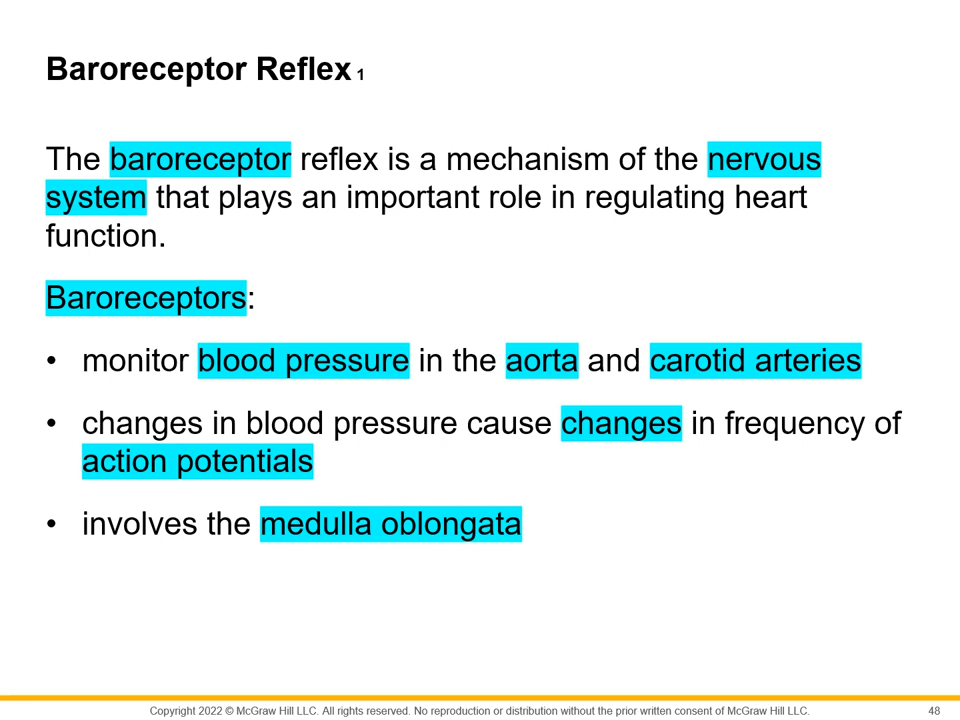 Baroreceptor Reflex 1
The baroreceptor reflex is a mechanism of the nervous
system that plays an important role in regulating heart
function.
Baroreceptors:
• monitor blood pressure in the aorta and carotid arteries
• changes in blood pressure cause changes in frequency of
action potentials
• involves the medulla oblongata
Copyright 2022 © McGraw Hill LLC. All rights reserved. No reproduction or distribution without the prior written consent of McGraw Hill LLC.
48